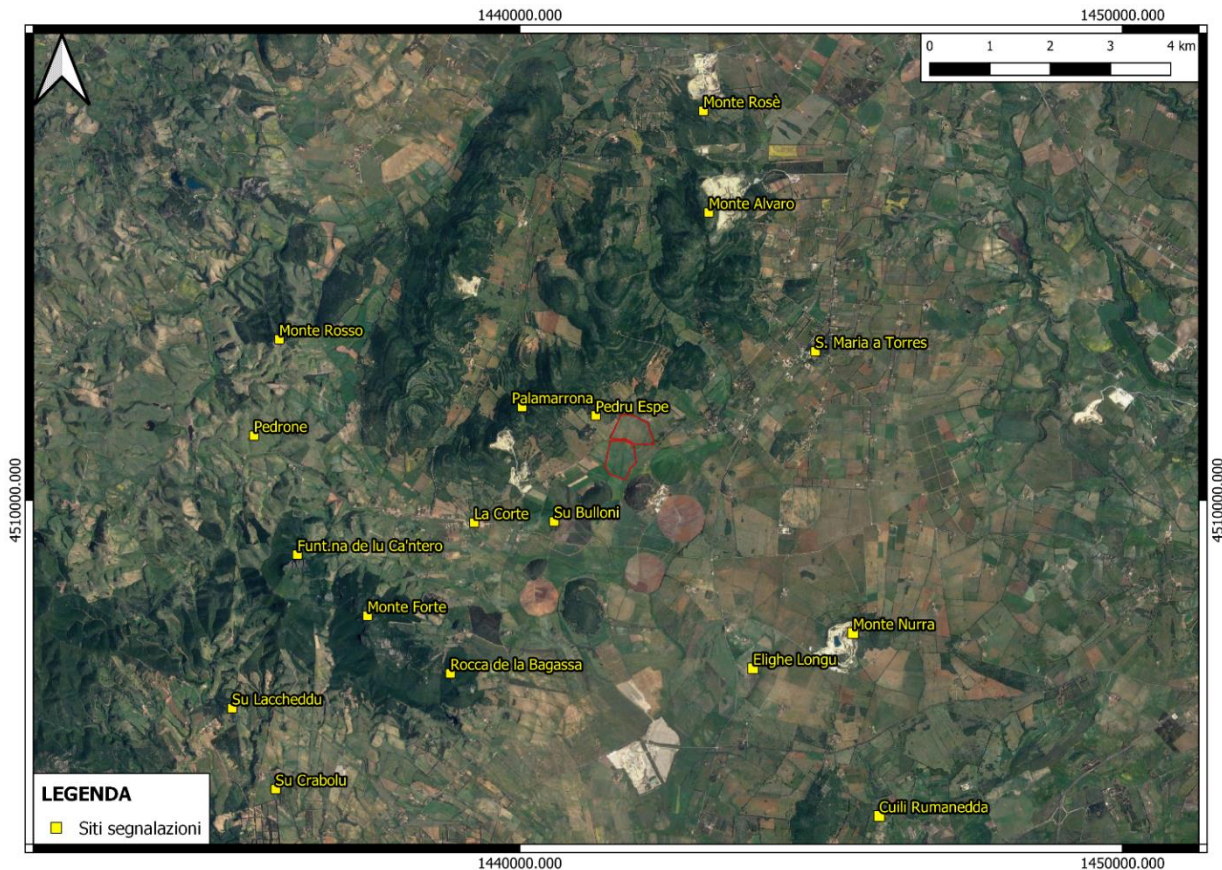 1440000.000
1450000.000
0
1
2
3
4 km
Monte Rosè
Monte Alvaro
Monte Rosso
S. Maria a Torres
Palamarrona
Pedru Espe
Pedrone
4510000.000
4510000.000
La Corte
Su Bulloni
Funt.na de lu Ca'ntero
Monte Forte
Monte Nurra
Elighe Longu
Rocca de la Bagassa
Su Laccheddu
Su Crabolu
Cuili Rumanedda
LEGENDA
Siti segnalazioni
1440000.000
1450000.000